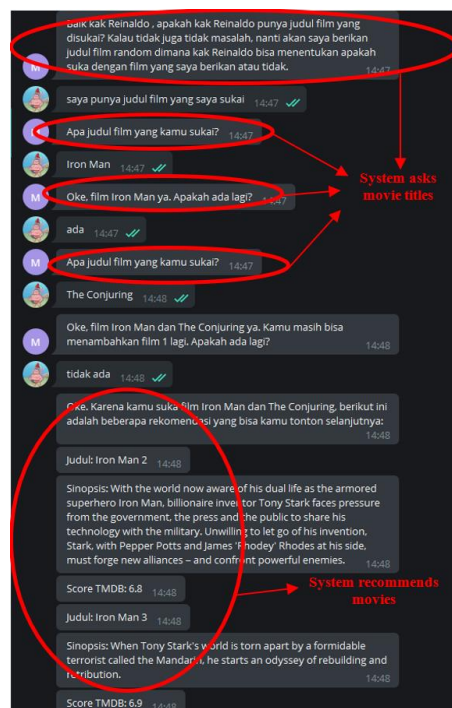 Baik kak Reinaldo , apakah kak Reinaldo punya judul film yang
disukai? Kalau tidak juga tidak masalah, nanti akan saya berikan
judul film random dimana kak Reinaldo bisa menentukan apakah
suka dengan film yang saya berikan atau tidak.
14:47
saya punya judul film yang saya sukai 14:47
M Apa judul film yang kamu sukai? 14:47
Iron Man 14:47
System asks
movie titles
M Oke, film Iron Man ya. Apakah ada lagi? 14:47
ada 14:47
M Apa judul film yang kamu sukai? 14:47
The Conjuring 14:48
Oke, film Iron Man dan The Conjuring ya. Kamu masih bisa
menambahkan film 1 lagi. Apakah ada lagi?
M 14:48
tidak ada 14:48
Oke. Karena kamu suka film Iron Man dan The Conjuring, berikut ini
adalah beberapa rekomendasi yang bisa kamu tonton selanjutnya:
14:48
Judul: Iron Man 2 14:48
Sinopsis: With the world now aware of his dual life as the armored
superhero Iron Man, billionaire inventor Tony Stark faces pressure
from the government, the press and the public to share his
technology with the military. Unwilling to let go of his invention,
Stark, with Pepper Potts and James 'Rhodey' Rhodes at his side,
must forge new alliances – and confront powerful enemies. 14:48
Score TMDB: 6.8 14:48
System recommends
movies
Judul: Iron Man 3 14:48
Sinopsis: When Tony Stark's world is torn apart by a formidable
terrorist called the Mandarin, he starts an odyssey of rebuilding and
retribution.
14:48
Score TMDB: 6.9 14:48